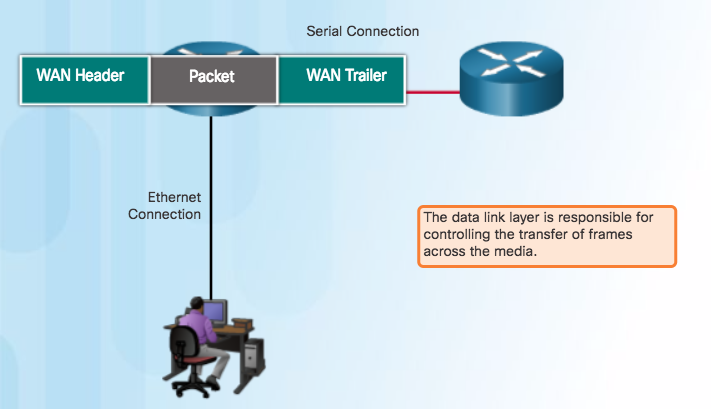 Serial Connection
WAN Header Packet WAN Trailer
Ethernet
Connection
The data link layer is responsible for
controlling the transfer of frames
across the media.